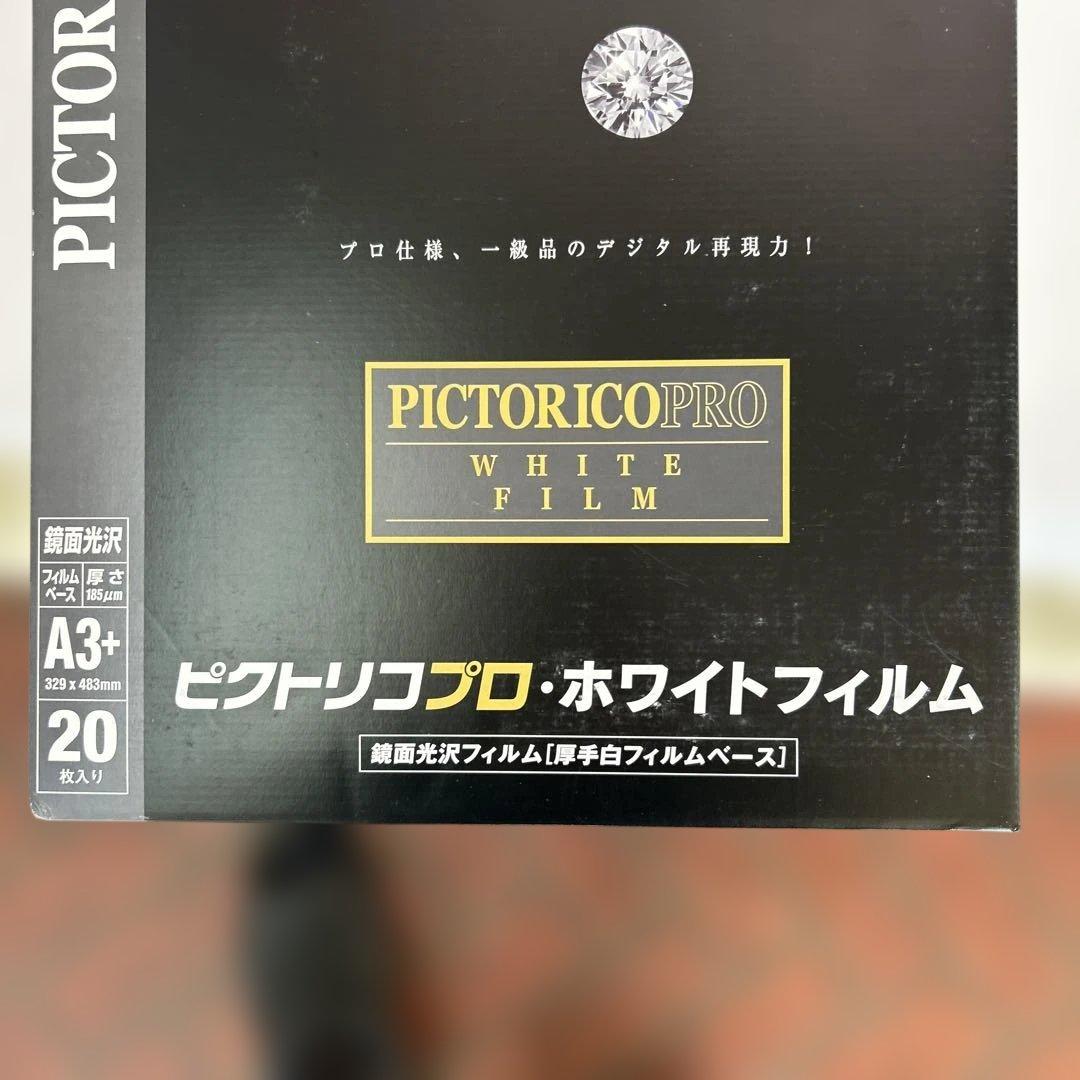 PICTOR
プロ仕様、一級品のデジタル再現力！
PICTORICOPRO
WHITE
FILM
鏡面光沢
フィルムベース 厚さ 185μm
A3+
329 x 483mm
20
枚入り
ピクトリコプロ・ホワイトフィルム
鏡面光沢フィルム[厚手白フィルムベース]